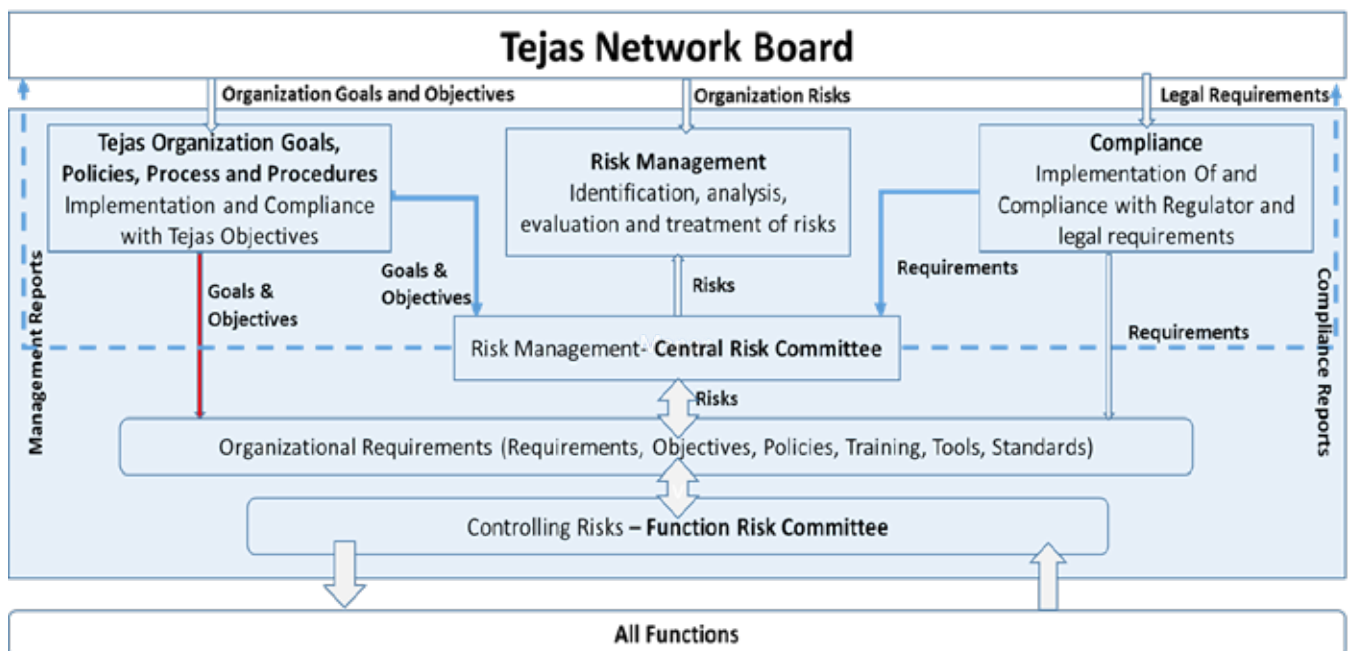 Tejas Network Board
Organization Goals and Objectives
Organization Risks
Legal Requirements
Tejas Organization Goals,
Policies, Process and Procedures
Implementation and Compliance
with Tejas Objectives
Risk Management
Identification, analysis,
evaluation and treatment of risks
Compliance
Implementation Of and
Compliance with Regulator and
legal requirements
Management Reports
Goals &
Objectives
Goals &
Objectives
Risks
Requirements
Requirements
Compliance Reports
Risk Management- Central Risk Committee
Risks
Organizational Requirements (Requirements, Objectives, Policies, Training, Tools, Standards)
Controlling Risks – Function Risk Committee
All Functions